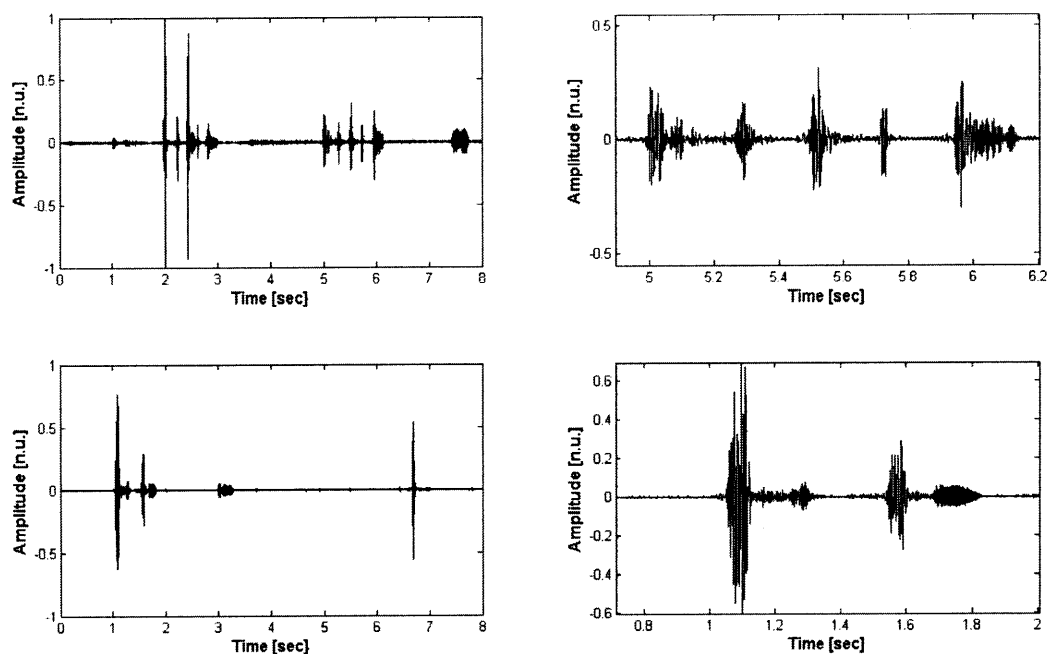 1
0.5
0
-0.5
-1
Amplitude [n.u.]
0 1 2 3 4 5 6 7 8
Time [sec]
0.5
0
-0.5
Amplitude [n.u.]
5 5.2 5.4 5.6 5.8 6 6.2
Time [sec]
1
0.5
0
-0.5
-1
Amplitude [n.u.]
0 1 2 3 4 5 6 7 8
Time [sec]
0.6
0.4
0.2
0
-0.2
-0.4
-0.6
Amplitude [n.u.]
0.8 1 1.2 1.4 1.6 1.8 2
Time [sec]